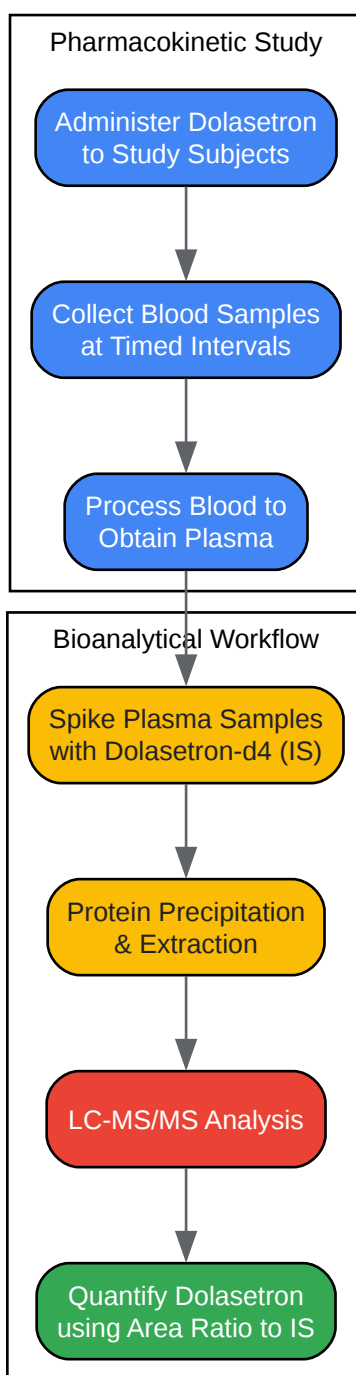 Pharmacokinetic Study
Administer Dolasetron
to Study Subjects
Collect Blood Samples
at Timed Intervals
Process Blood to
Obtain Plasma
Bioanalytical Workflow
Spike Plasma Samples
with Dolasetron-d4 (IS)
Protein Precipitation
& Extraction
LC-MS/MS Analysis
Quantify Dolasetron
using Area Ratio to IS